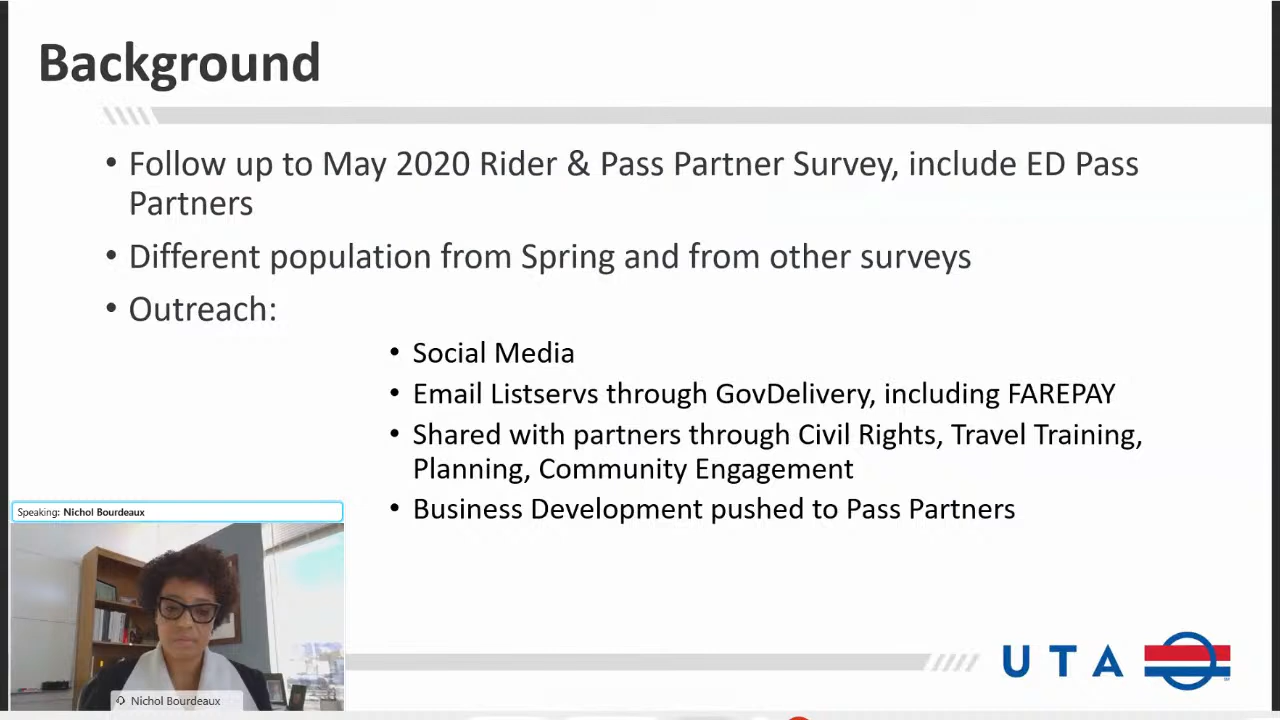 Background
• Follow up to May 2020 Rider & Pass Partner Survey, include ED Pass
Partners
• Different population from Spring and from other surveys
• Outreach:
• Social Media
• Email Listservs through GovDelivery, including FAREPAY
• Shared with partners through Civil Rights, Travel Training,
Planning, Community Engagement
• Business Development pushed to Pass Partners
Speaking: Nichol Bourdeaux
Nichol Bourdeaux
UTA